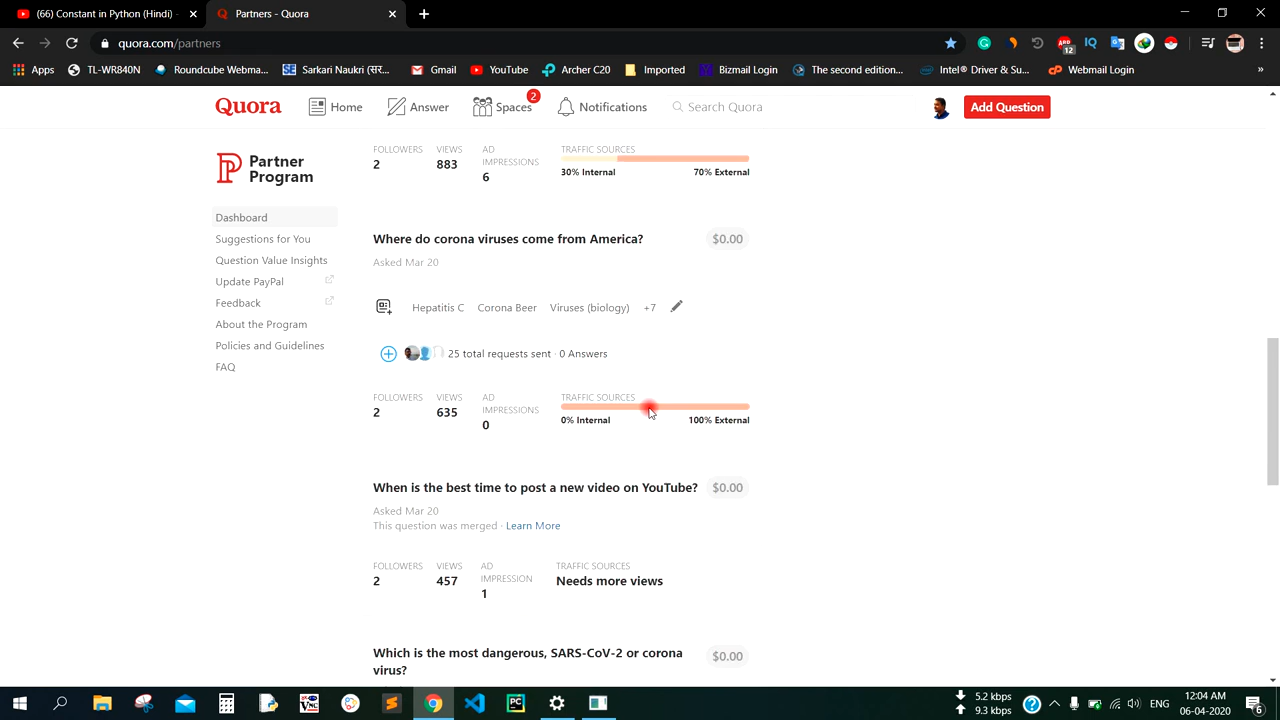 (66) Constant in Python (Hindi) -
Partners - Quora
quora.com/partners
12
Apps
TL-WR840N
Roundcube Webma...
Gmail
YouTube
Archer C20
Imported
Bizmail Login
The second edition...
Intel® Driver & Su...
Webmail Login
»
Quora
Home
Answer
Spaces
2
Notifications
Search Quora
Add Question
Partner
Program
Dashboard
Suggestions for You
Question Value Insights
Update PayPal
Feedback
About the Program
Policies and Guidelines
FAQ
FOLLOWERS
2
VIEWS
883
AD
IMPRESSIONS
6
TRAFFIC SOURCES
30% Internal
70% External
Where do corona viruses come from America?
$0.00
Asked Mar 20
Hepatitis C
Corona Beer
Viruses (biology)
+7
25 total requests sent · 0 Answers
FOLLOWERS
2
VIEWS
635
AD
IMPRESSIONS
0
TRAFFIC SOURCES
0% Internal
100% External
When is the best time to post a new video on YouTube?
$0.00
Asked Mar 20
This question was merged · Learn More
FOLLOWERS
2
VIEWS
457
AD
IMPRESSION
1
TRAFFIC SOURCES
Needs more views
Which is the most dangerous, SARS-CoV-2 or corona
virus?
$0.00
5.2 kbps
9.3 kbps
ENG
12:04 AM
06-04-2020
6